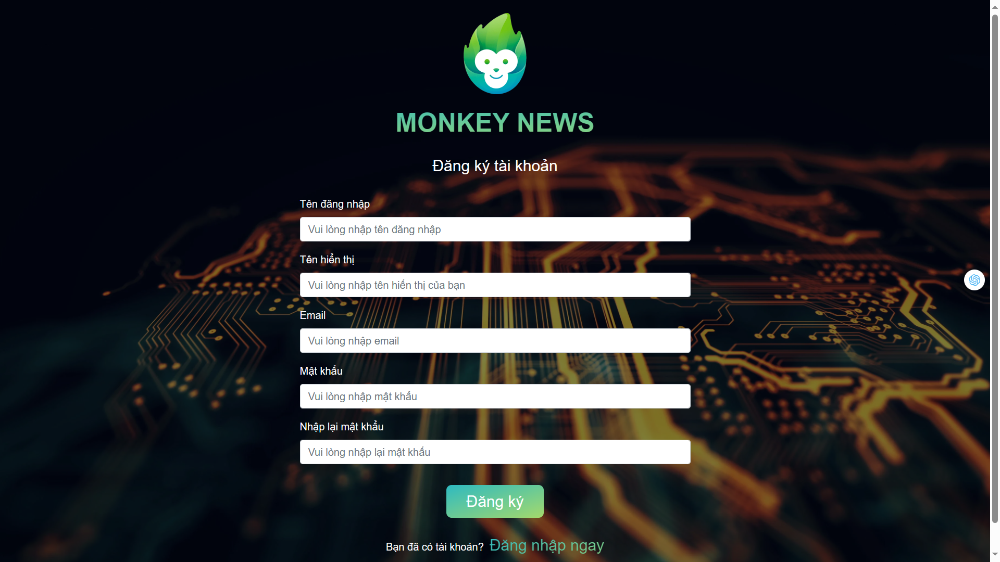 MONKEY NEWS
Đăng ký tài khoản
Tên đăng nhập
Vui lòng nhập tên đăng nhập
Tên hiển thị
Vui lòng nhập tên hiển thị của bạn
Email
Vui lòng nhập email
Mật khẩu
Vui lòng nhập mật khẩu
Nhập lại mật khẩu
Vui lòng nhập lại mật khẩu
Đăng ký
Bạn đã có tài khoản? Đăng nhập ngay